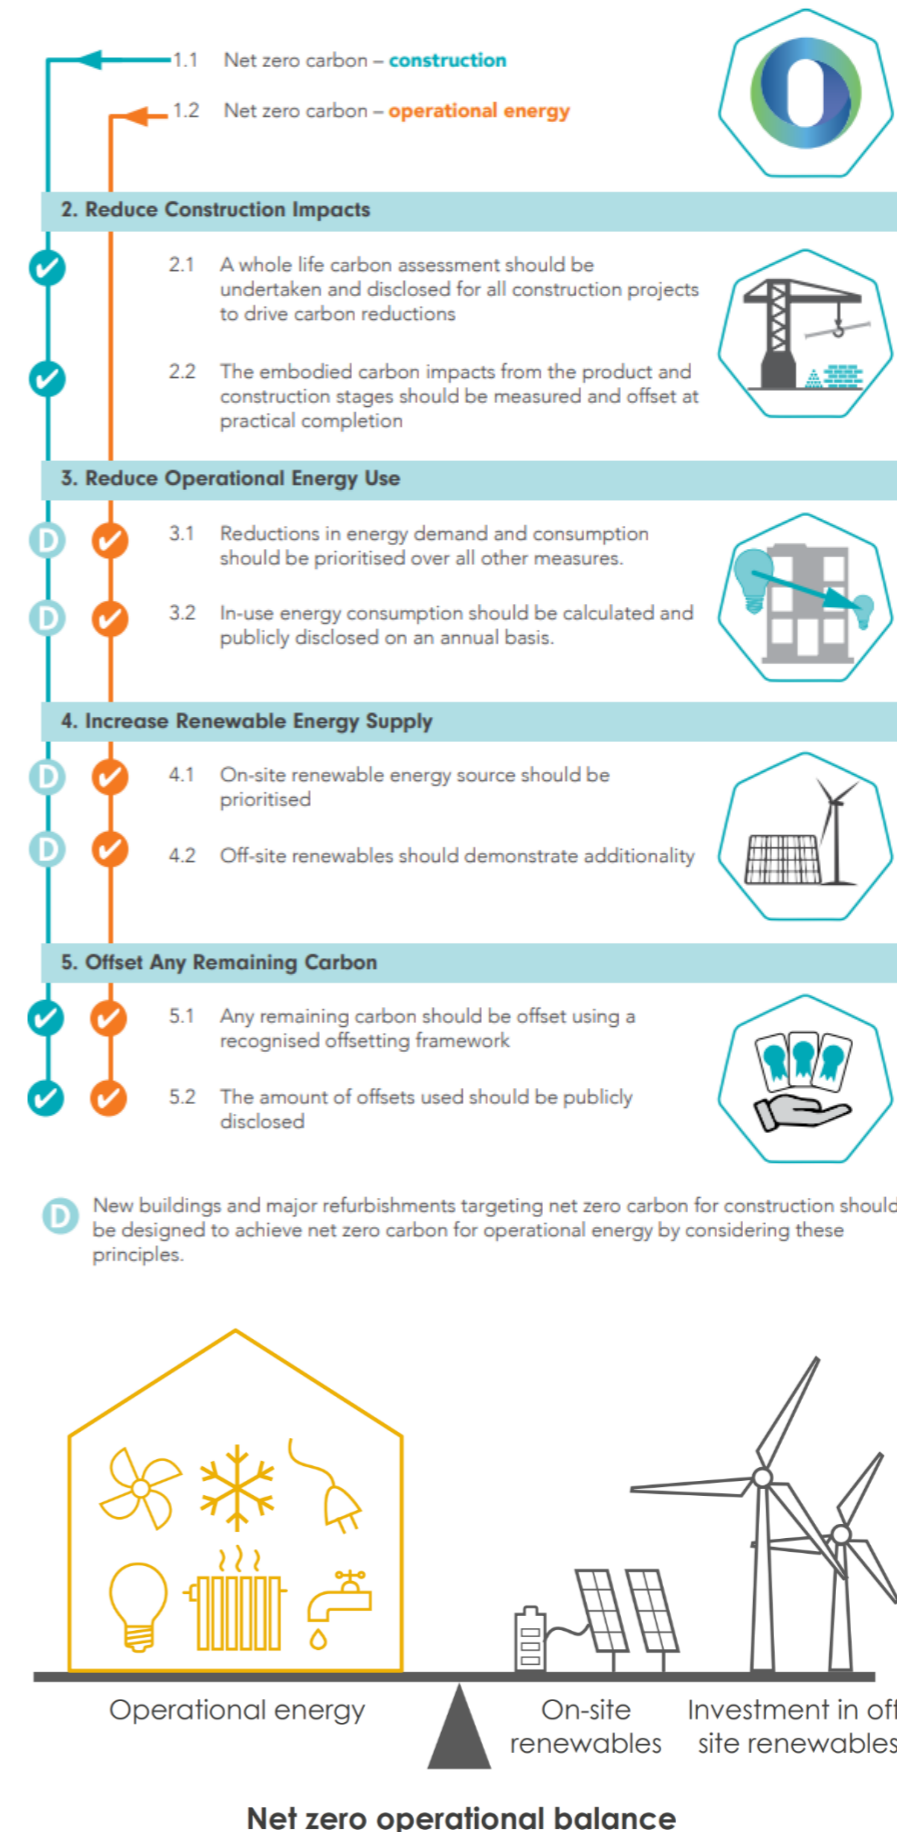 1.1 Net zero carbon – construction
1.2 Net zero carbon – operational energy
2. Reduce Construction Impacts
2.1 A whole life carbon assessment should be
undertaken and disclosed for all construction projects
to drive carbon reductions
2.2 The embodied carbon impacts from the product and
construction stages should be measured and offset at
practical completion
3. Reduce Operational Energy Use
D 3.1 Reductions in energy demand and consumption
should be prioritised over all other measures.
D 3.2 In-use energy consumption should be calculated and
publicly disclosed on an annual basis.
4. Increase Renewable Energy Supply
D 4.1 On-site renewable energy source should be
prioritised
D 4.2 Off-site renewables should demonstrate additionality
5. Offset Any Remaining Carbon
5.1 Any remaining carbon should be offset using a
recognised offsetting framework
5.2 The amount of offsets used should be publicly
disclosed
D New buildings and major refurbishments targeting net zero carbon for construction should
be designed to achieve net zero carbon for operational energy by considering these
principles.
Operational energy
On-site
renewables
Investment in off
site renewables
Net zero operational balance